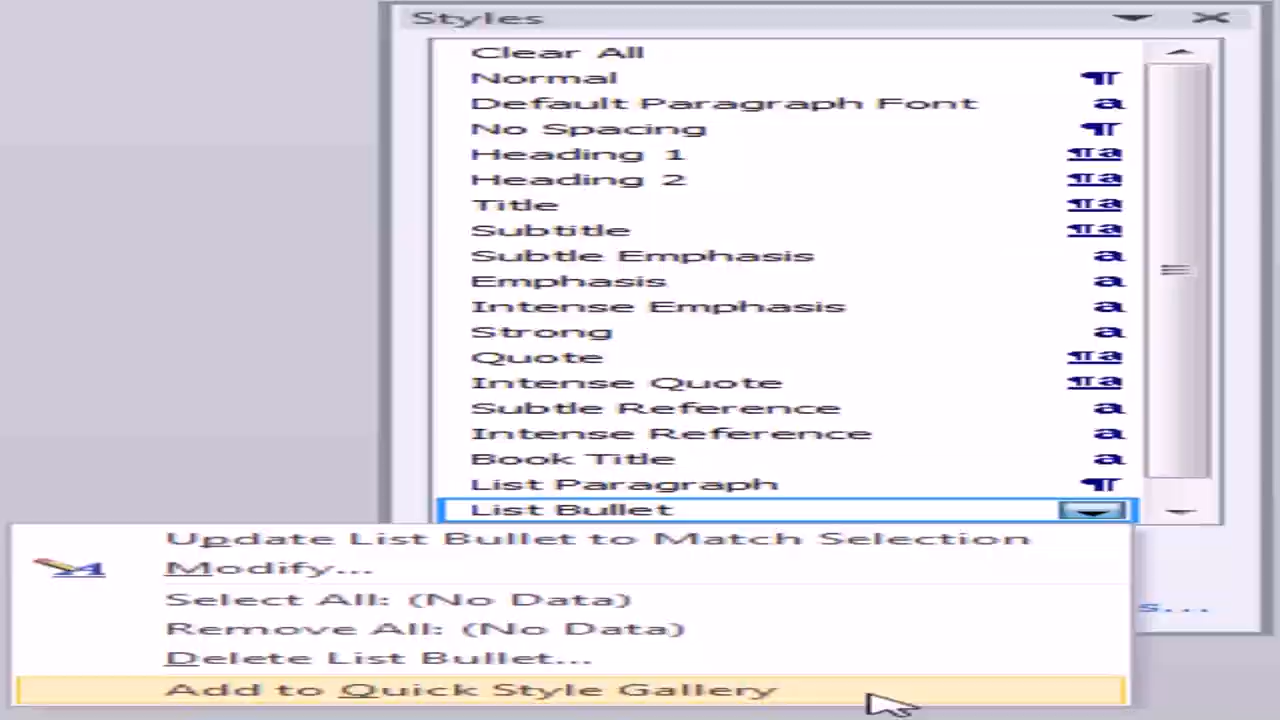 Styles
Clear All
Normal ¶
Default Paragraph Font a
No Spacing ¶
Heading 1 ¶a
Heading 2 ¶a
Title ¶a
Subtitle ¶a
Subtle Emphasis a
Emphasis a
Intense Emphasis a
Strong a
Quote ¶a
Intense Quote ¶a
Subtle Reference a
Intense Reference a
Book Title a
List Paragraph ¶
List Bullet
Update List Bullet to Match Selection
Modify...
Select All: (No Data)
s...
Remove All: (No Data)
Delete List Bullet...
Add to Quick Style Gallery